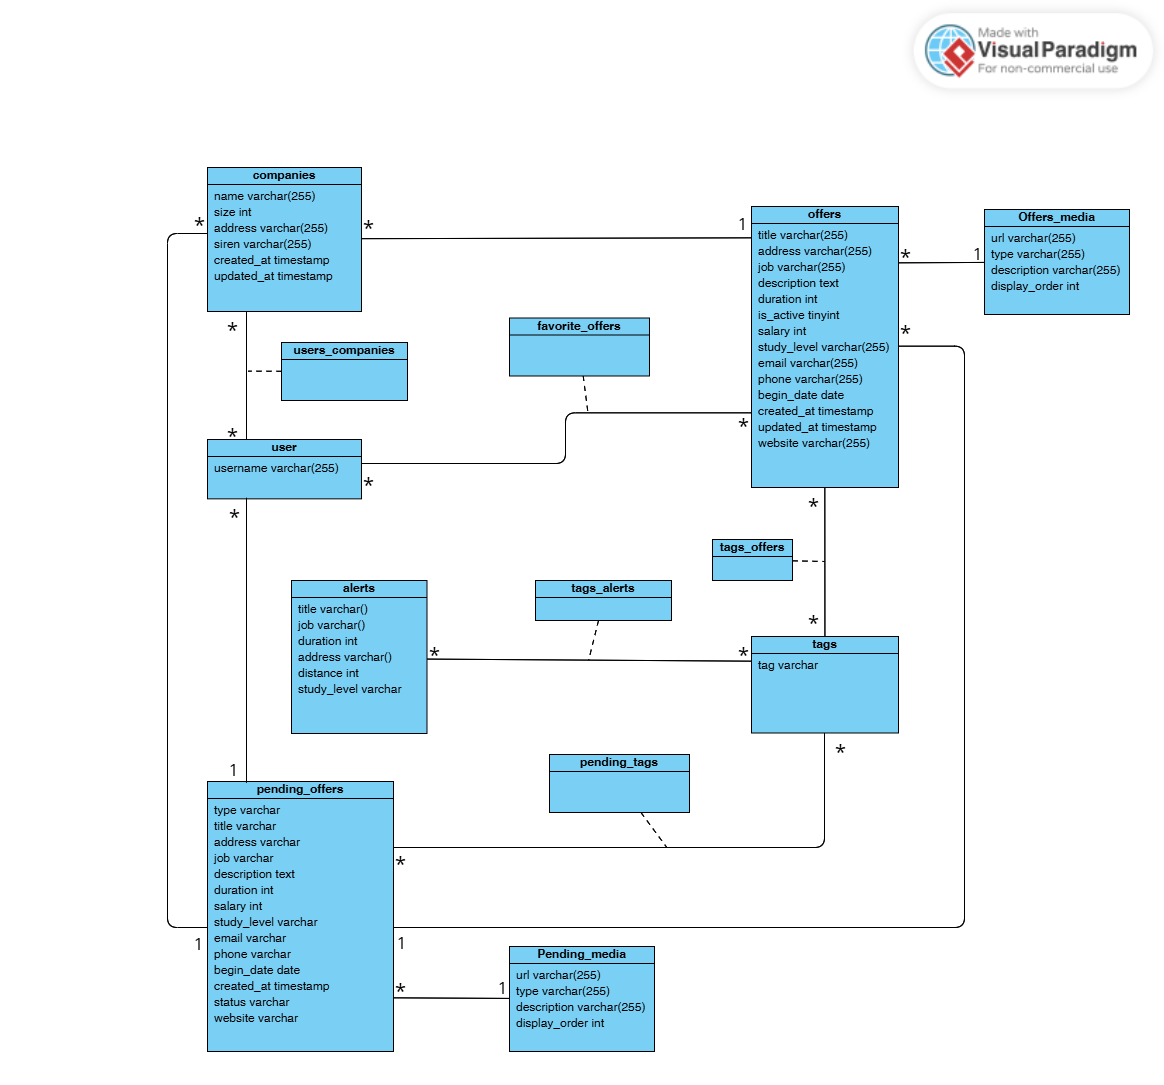 Made with
Visual Paradigm
For non-commercial use
companies
name varchar(255)
size int
address varchar(255)
siren varchar(255)
created_at timestamp
updated_at timestamp
*
*
1
*
offers
title varchar(255)
address varchar(255)
job varchar(255)
description text
duration int
is_active tinyint
salary int
study_level varchar(255)
email varchar(255)
phone varchar(255)
begin_date date
created_at timestamp
updated_at timestamp
website varchar(255)
*
1
*
*
*
Offers_media
url varchar(255)
type varchar(255)
description varchar(255)
display_order int
favorite_offers
users_companies
*
user
username varchar(255)
*
*
tags_offers
*
alerts
title varchar()
job varchar()
duration int
address varchar()
distance int
study_level varchar
*
tags_alerts
*
tags
tag varchar
*
pending_tags
1
pending_offers
type varchar
title varchar
address varchar
job varchar
description text
duration int
salary int
study_level varchar
email varchar
phone varchar
begin_date date
created_at timestamp
status varchar
website varchar
*
1
1
*
1
Pending_media
url varchar(255)
type varchar(255)
description varchar(255)
display_order int